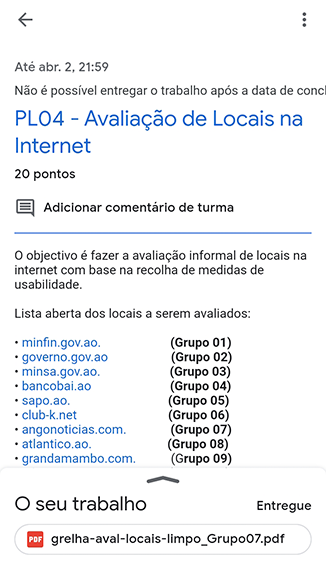 Até abr. 2, 21:59
Não é possível entregar o trabalho após a data de concl
PL04 - Avaliação de Locais na
Internet
20 pontos
Adicionar comentário de turma
O objectivo é fazer a avaliação informal de locais na
internet com base na recolha de medidas de
usabilidade.
Lista aberta dos locais a serem avaliados:
• minfin.gov.ao. (Grupo 01)
• governo.gov.ao (Grupo 02)
• minsa.gov.ao. (Grupo 03)
• bancobai.ao (Grupo 04)
• sapo.ao. (Grupo 05)
• club-k.net (Grupo 06)
• angonoticias.com. (Grupo 07)
• atlantico.ao. (Grupo 08)
• grandamambo.com. (Grupo 09)
O seu trabalho Entregue
PDF grelha-aval-locais-limpo_Grupo07.pdf